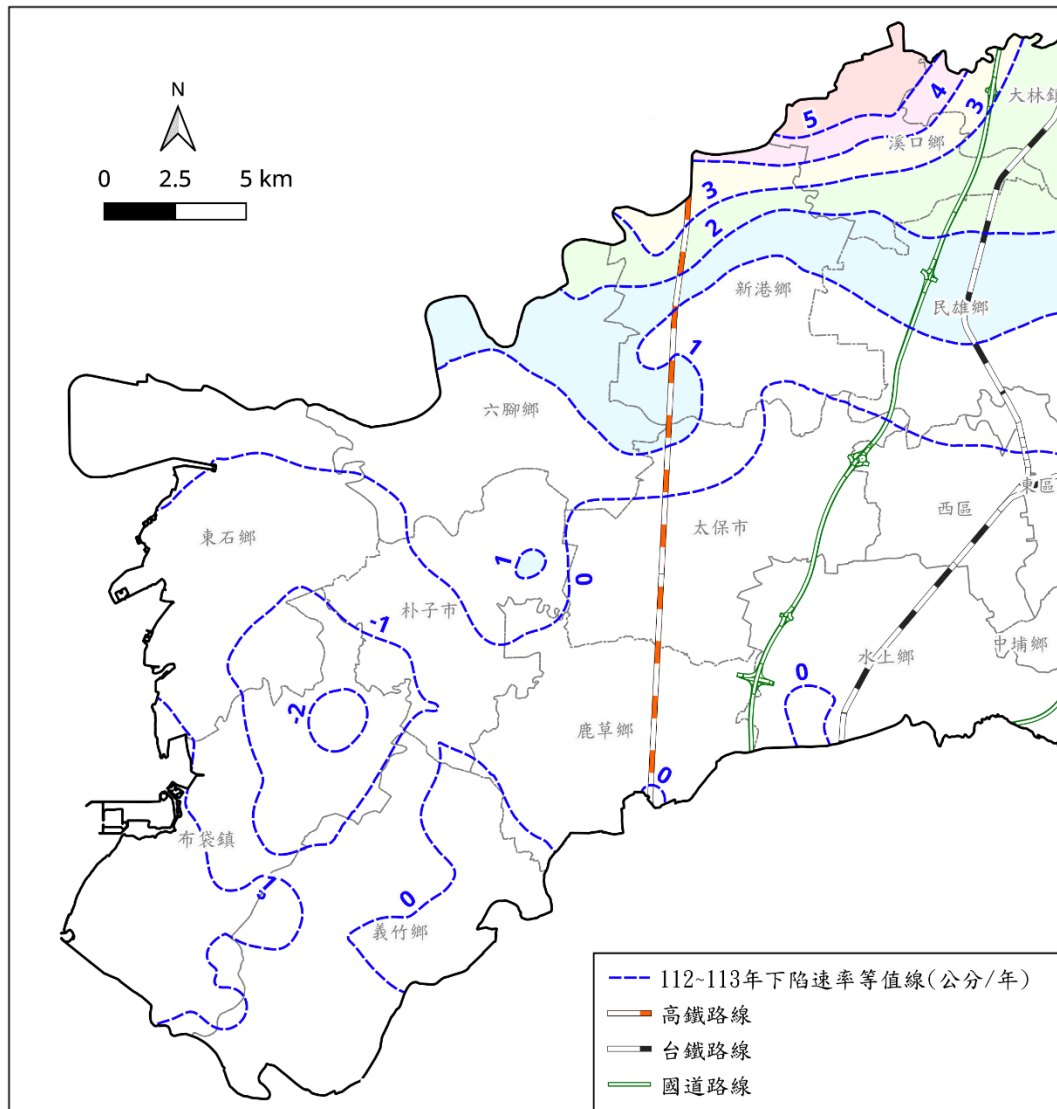 N
0 2.5 5 km
大林鎮
5
4
3
溪口鄉
3
2
新港鄉
民雄鄉
1
六腳鄉
東區
西區
太保市
東石鄉
1
0
朴子市
-1
中埔鄉
水上鄉
0
-2
鹿草鄉
0
布袋鎮
-1
0
義竹鄉
112~113年下陷速率等值線(公分/年)
高鐵路線
台鐵路線
國道路線